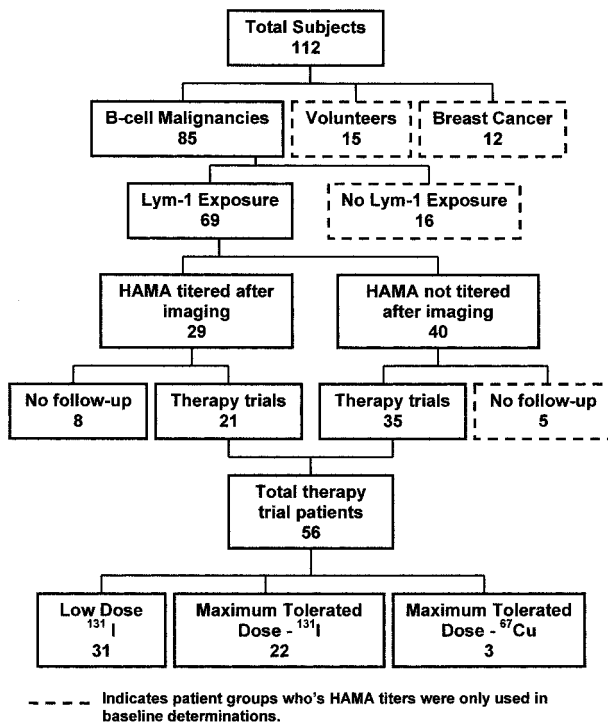 Total Subjects
112
B-cell Malignancies
85
Volunteers
15
Breast Cancer
12
Lym-1 Exposure
69
No Lym-1 Exposure
16
HAMA titered after
imaging
29
HAMA not titered
after imaging
40
No follow-up
8
Therapy trials
21
Therapy trials
35
No follow-up
5
Total therapy
trial patients
56
Low Dose
¹³¹ I
31
Maximum Tolerated
Dose - ¹³¹I
22
Maximum Tolerated
Dose - ⁶⁷Cu
3
Indicates patient groups who's HAMA titers were only used in
baseline determinations.